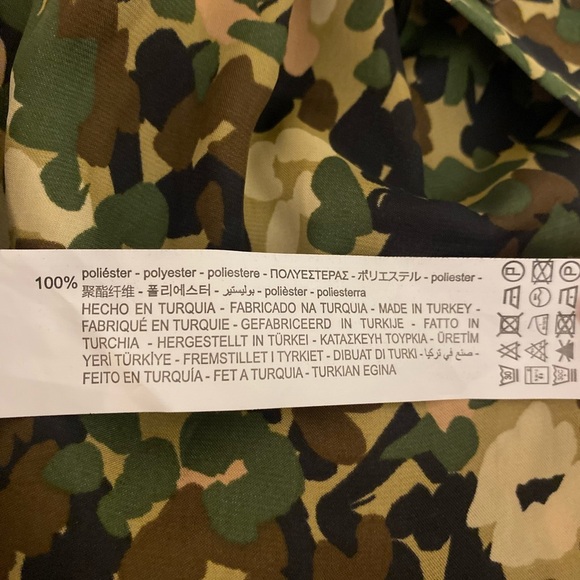 100% poliéster - polyester - poliestere - ΠΟΛΥΕΣΤΕΡΑΣ - ポリエステル - poliester -
聚酯纤维 - 폴리에스터 - بوليستير - polièster - poliesterra
HECHO EN TURQUIA - FABRICADO NA TURQUIA - MADE IN TURKEY -
FABRIQUÉ EN TURQUIE - GEFABRICEERD IN TURKIJE - FATTO IN
TURCHIA - HERGESTELLT IN TÜRKEI - KATAΣKEYH TOYPKIA - ÜRETİM
YERİ TÜRKİYE - FREMSTILLET I TYRKIET - DIBUAT DI TURKI - صنع في تركيا -
FEITO EN TURQUÍA - FET A TURQUIA - TURKIAN EGINA